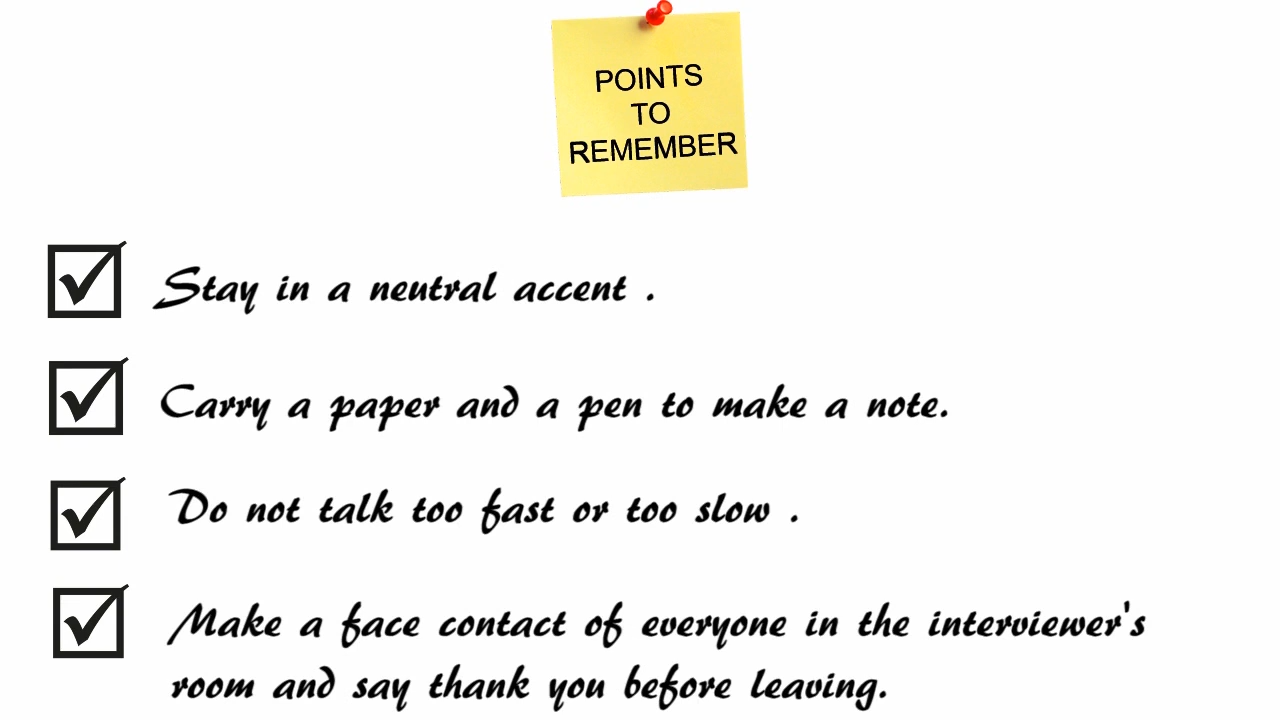 POINTS
TO
REMEMBER
Stay in a neutral accent .
Carry a paper and a pen to make a note.
Do not talk too fast or too slow .
Make a face contact of everyone in the interviewer's
room and say thank you before leaving.